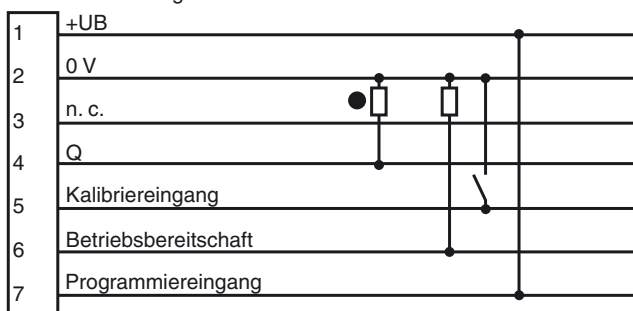 1 +UB
2 0 V
3 n. c.
4 Q
5 Kalibriereingang
6 Betriebsbereitschaft
7 Programmiereingang